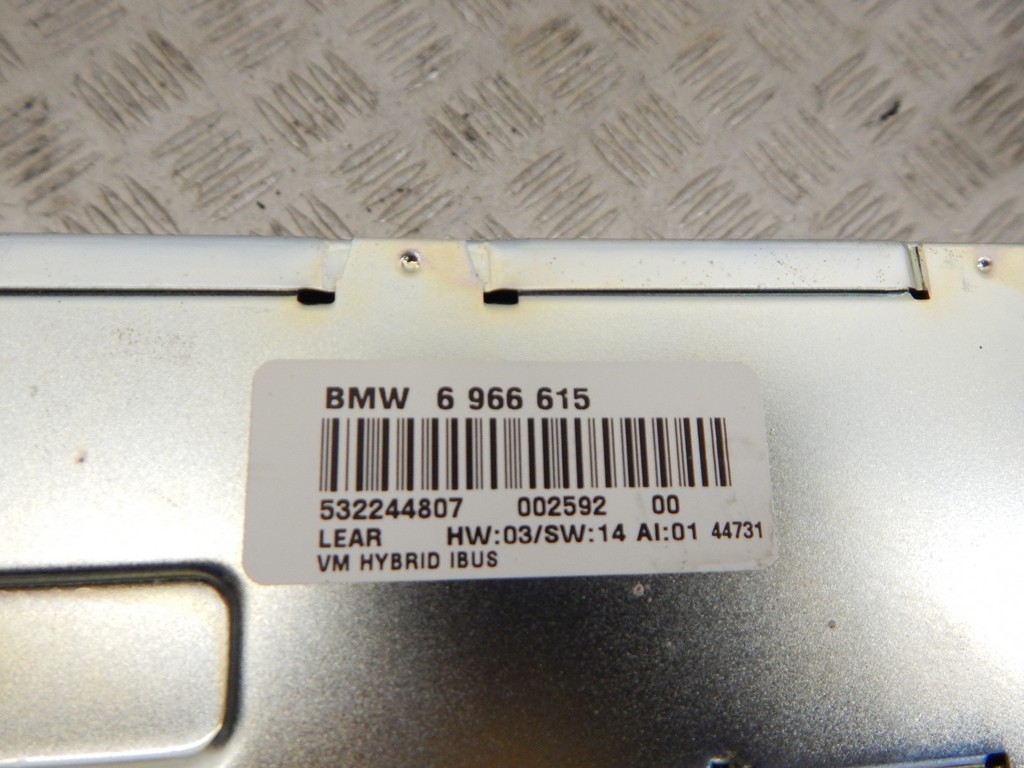 BMW 6 966 615
532244807 002592 00
LEAR HW:03/SW:14 AI:01 44731
VM HYBRID IBUS